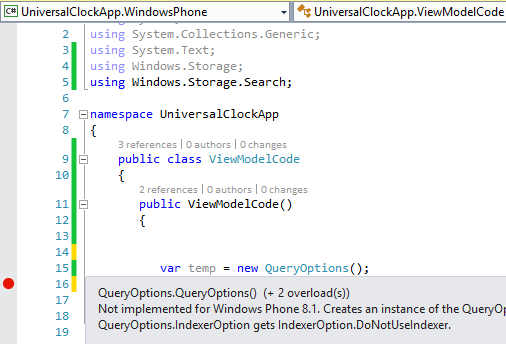 C# UniversalClockApp.WindowsPhone UniversalClockApp.ViewModelCode
2 using System.Collections.Generic;
3 using System.Text;
4 using Windows.Storage;
5 using Windows.Storage.Search;
6
7 namespace UniversalClockApp
8 {
3 references | 0 authors | 0 changes
9 public class ViewModelCode
10 {
2 references | 0 authors | 0 changes
11 public ViewModelCode()
12 {
13
14
15 var temp = new QueryOptions();
16
QueryOptions.QueryOptions() (+ 2 overload(s))
17
Not implemented for Windows Phone 8.1. Creates an instance of the QueryOp
18
QueryOptions.IndexerOption gets IndexerOption.DoNotUseIndexer.
19